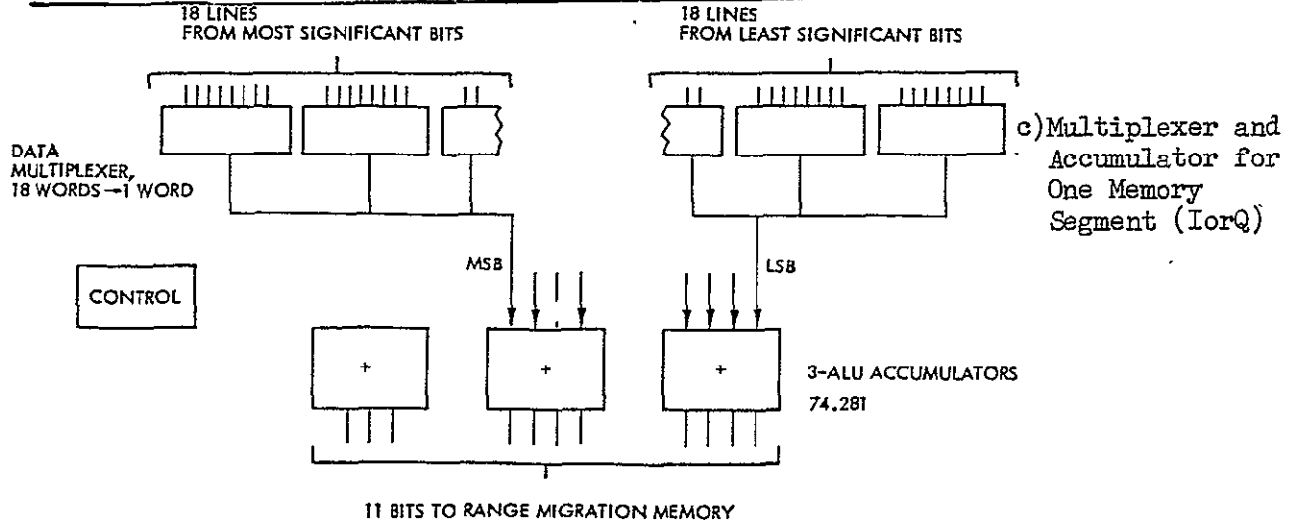 18 LINES
FROM MOST SIGNIFICANT BITS
18 LINES
FROM LEAST SIGNIFICANT BITS
DATA
MULTIPLEXER,
18 WORDS→1 WORD
c)Multiplexer and
Accumulator for
One Memory
Segment (IorQ)
MSB
LSB
CONTROL
+
+
+
3-ALU ACCUMULATORS
74.281
11 BITS TO RANGE MIGRATION MEMORY